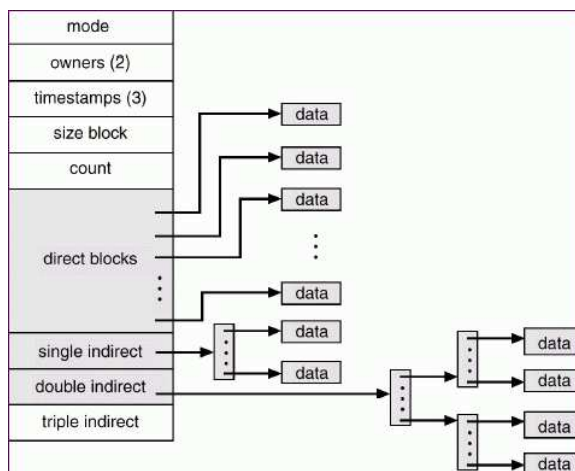 mode
owners (2)
timestamps (3)
size block
count
direct blocks
single indirect
double indirect
triple indirect
data
data
data
data
data
data
data
data
data
data